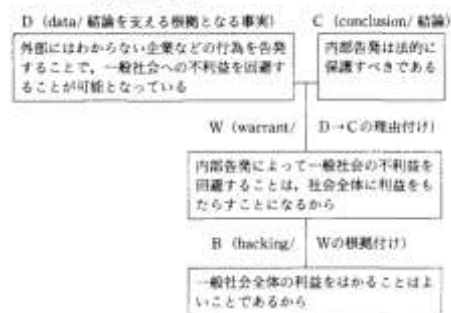 D (data/ 結論を支える根拠となる事実)
C (conclusion/ 結論)
外部にはわからない企業などの行為を告発
することで，一般社会への不利益を回避す
ることが可能となっている
内部告発は法的に
保護すべきである
W (warrant/ D→Cの理由付け)
内部告発によって一般社会の不利益を
回避することは，社会全体に利益をも
たらすことになるから
B (backing/ Wの根拠付け)
一般社会全体の利益をはかることはよ
いことであるから